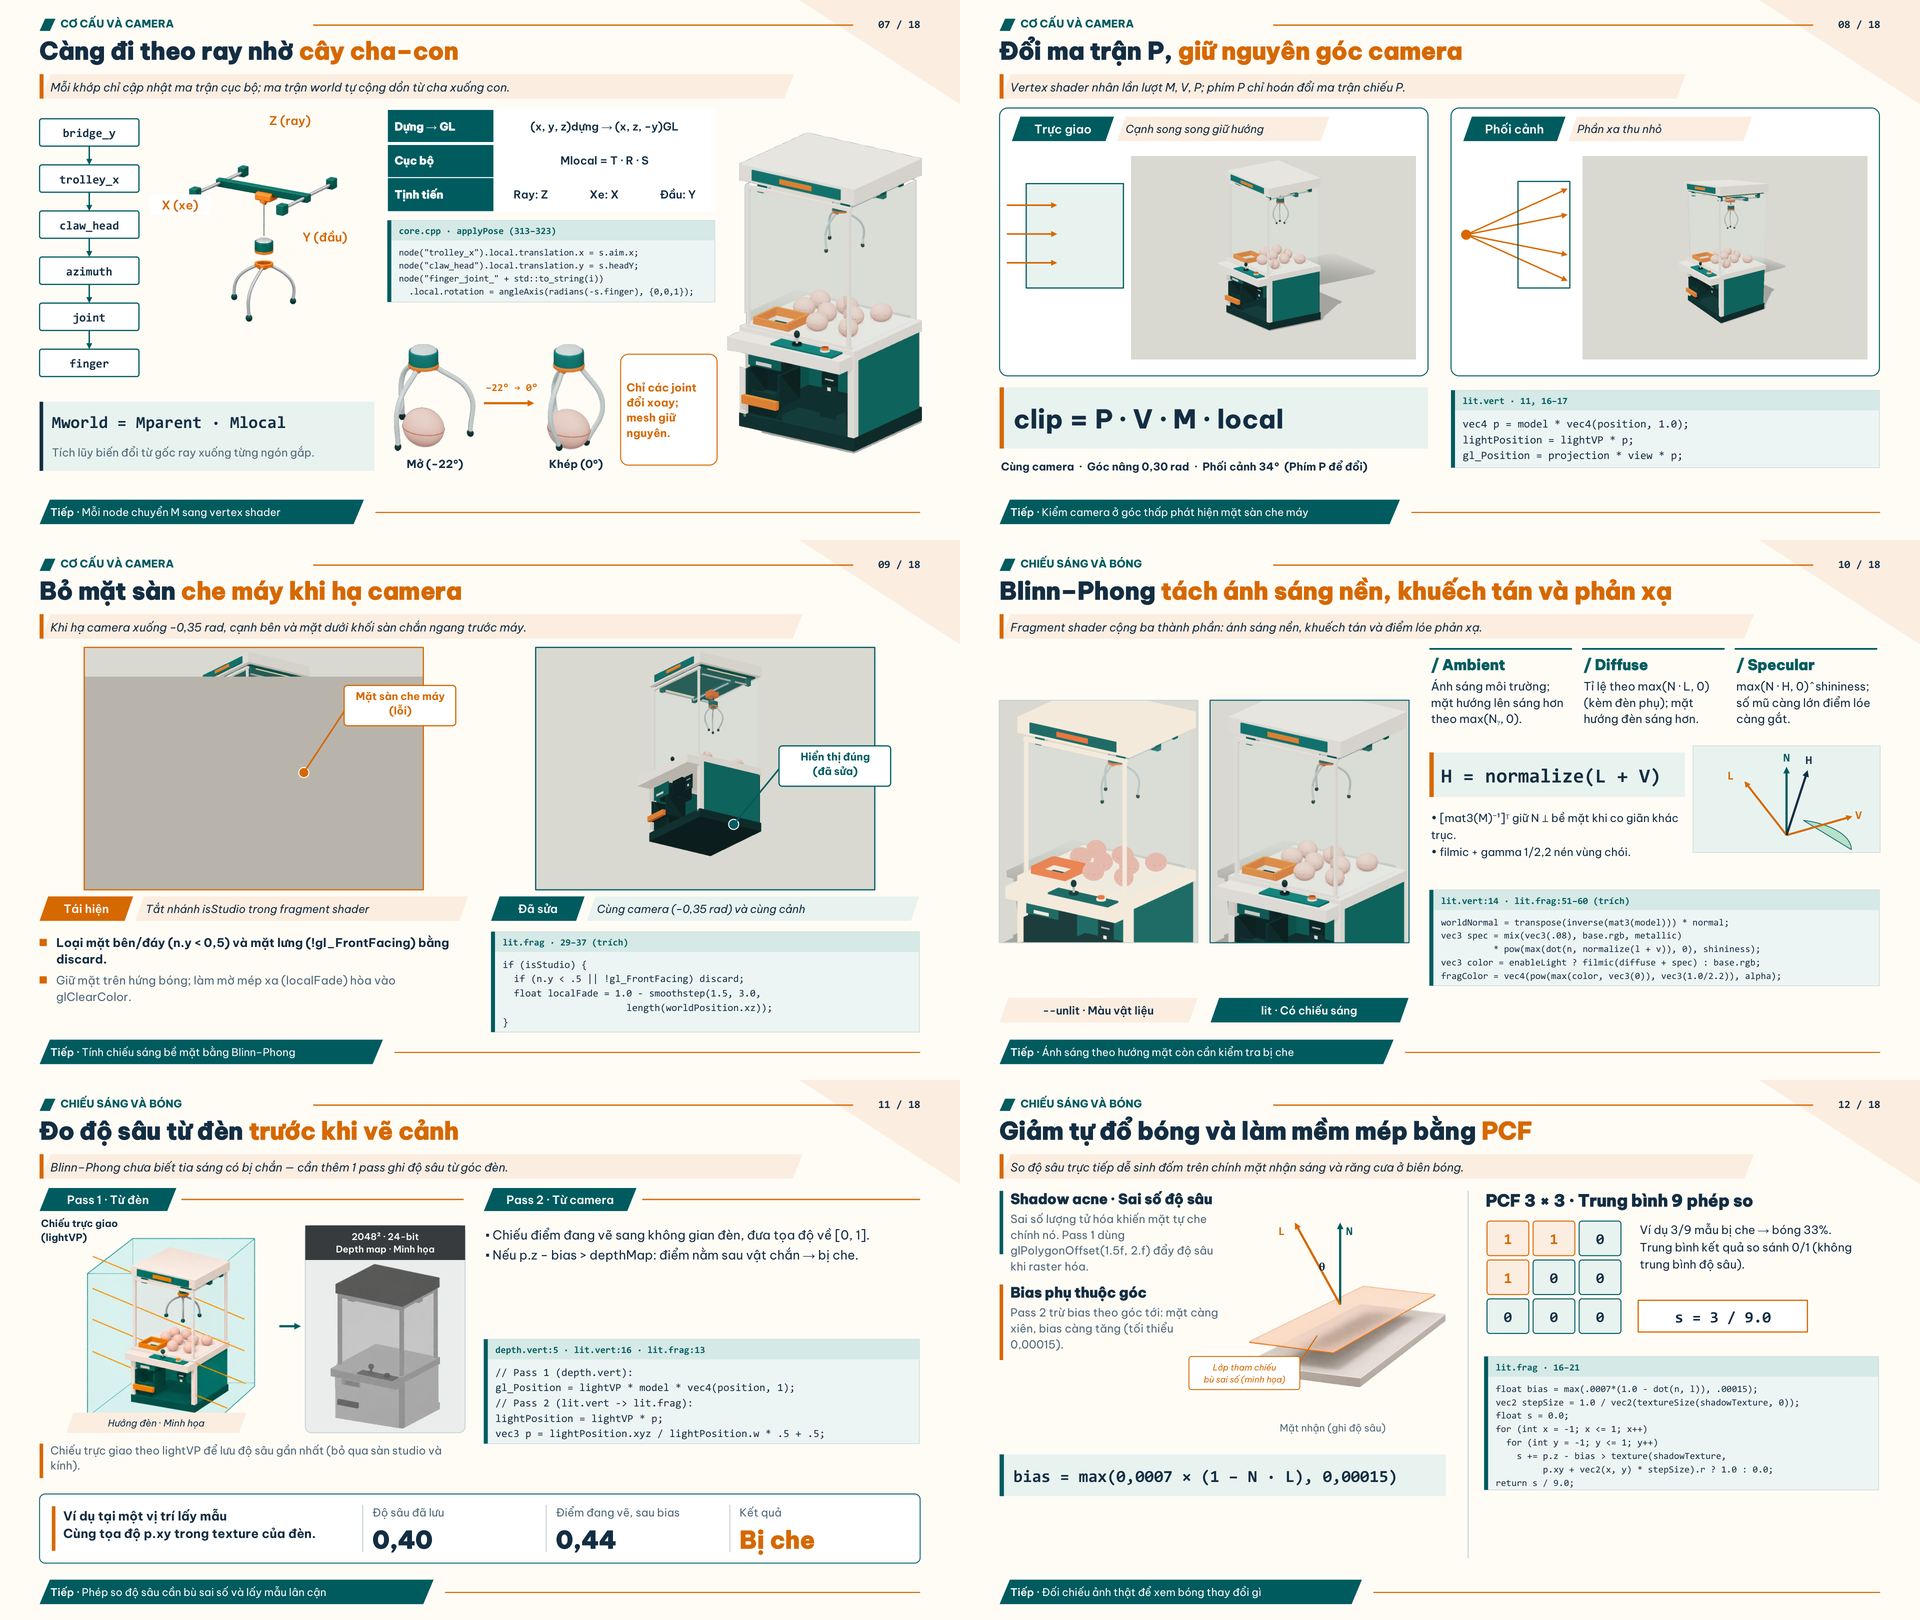 CƠ CẤU VÀ CAMERA
07 / 18
Càng đi theo ray nhờ cây cha–con
Mỗi khớp chỉ cập nhật ma trận cục bộ; ma trận world tự cộng dồn từ cha xuống con.
bridge_y
trolley_x
claw_head
azimuth
joint
finger
Z (ray)
X (xe)
Y (đầu)
Dựng → GL
(x, y, z)dựng → (x, z, −y)GL
Cục bộ
Mlocal = T · R · S
Tịnh tiến
Ray: Z
Xe: X
Đầu: Y
core.cpp · applyPose (313–323)
node("trolley_x").local.translation.x = s.aim.x;
node("claw_head").local.translation.y = s.headY;
node("finger_joint_" + std::to_string(i))
.local.rotation = angleAxis(radians(-s.finger), {0,0,1});
−22° → 0°
Mở (−22°)
Khép (0°)
Chỉ các joint
đổi xoay;
mesh giữ
nguyên.
Mworld = Mparent · Mlocal
Tích lũy biến đổi từ gốc ray xuống từng ngón gắp.
Tiếp · Mỗi node chuyển M sang vertex shader
CƠ CẤU VÀ CAMERA
08 / 18
Đổi ma trận P, giữ nguyên góc camera
Vertex shader nhân lần lượt M, V, P; phím P chỉ hoán đổi ma trận chiếu P.
Trực giao
Cạnh song song giữ hướng
Phối cảnh
Phần xa thu nhỏ
clip = P · V · M · local
Cùng camera · Góc nâng 0,30 rad · Phối cảnh 34° (Phím P để đổi)
lit.vert · 11, 16–17
vec4 p = model * vec4(position, 1.0);
lightPosition = lightVP * p;
gl_Position = projection * view * p;
Tiếp · Kiểm camera ở góc thấp phát hiện mặt sàn che máy
CƠ CẤU VÀ CAMERA
09 / 18
Bỏ mặt sàn che máy khi hạ camera
Khi hạ camera xuống −0,35 rad, cạnh bên và mặt dưới khối sàn chắn ngang trước máy.
Mặt sàn che máy
(lỗi)
Hiển thị đúng
(đã sửa)
Tái hiện
Tắt nhánh isStudio trong fragment shader
Đã sửa
Cùng camera (−0,35 rad) và cùng cảnh
Loại mặt bên/đáy (n.y < 0,5) và mặt lưng (!gl_FrontFacing) bằng
discard.
Giữ mặt trên hứng bóng; làm mờ mép xa (localFade) hòa vào
glClearColor.
lit.frag · 29–37 (trích)
if (isStudio) {
if (n.y < .5 || !gl_FrontFacing) discard;
float localFade = 1.0 - smoothstep(1.5, 3.0,
length(worldPosition.xz));
}
Tiếp · Tính chiếu sáng bề mặt bằng Blinn–Phong
CHIẾU SÁNG VÀ BÓNG
10 / 18
Blinn–Phong tách ánh sáng nền, khuếch tán và phản xạ
Fragment shader cộng ba thành phần: ánh sáng nền, khuếch tán và điểm lóe phản xạ.
/ Ambient
Ánh sáng môi trường;
mặt hướng lên sáng hơn
theo max(Nᵧ, 0).
/ Diffuse
Tỉ lệ theo max(N · L, 0)
(kèm đèn phụ); mặt
hướng đèn sáng hơn.
/ Specular
max(N · H, 0)^shininess;
số mũ càng lớn điểm lóe
càng gắt.
H = normalize(L + V)
L
N
H
V
• [mat3(M)⁻¹]ᵀ giữ N ⊥ bề mặt khi co giãn khác
trục.
• filmic + gamma 1/2,2 nén vùng chói.
lit.vert:14 · lit.frag:51–60 (trích)
worldNormal = transpose(inverse(mat3(model))) * normal;
vec3 spec = mix(vec3(.08), base.rgb, metallic)
* pow(max(dot(n, normalize(l + v)), 0), shininess);
vec3 color = enableLight ? filmic(diffuse + spec) : base.rgb;
fragColor = vec4(pow(max(color, vec3(0)), vec3(1.0/2.2)), alpha);
--unlit · Màu vật liệu
lit · Có chiếu sáng
Tiếp · Ánh sáng theo hướng mặt còn cần kiểm tra bị che
CHIẾU SÁNG VÀ BÓNG
11 / 18
Đo độ sâu từ đèn trước khi vẽ cảnh
Blinn–Phong chưa biết tia sáng có bị chắn — cần thêm 1 pass ghi độ sâu từ góc đèn.
Pass 1 · Từ đèn
Chiếu trực giao
(lightVP)
2048² · 24-bit
Depth map · Minh họa
Hướng đèn · Minh họa
Chiếu trực giao theo lightVP để lưu độ sâu gần nhất (bỏ qua sàn studio và
kính).
Pass 2 · Từ camera
• Chiếu điểm đang vẽ sang không gian đèn, đưa tọa độ về [0, 1].
• Nếu p.z − bias > depthMap: điểm nằm sau vật chắn → bị che.
depth.vert:5 · lit.vert:16 · lit.frag:13
// Pass 1 (depth.vert):
gl_Position = lightVP * model * vec4(position, 1);
// Pass 2 (lit.vert -> lit.frag):
lightPosition = lightVP * p;
vec3 p = lightPosition.xyz / lightPosition.w * .5 + .5;
Ví dụ tại một vị trí lấy mẫu
Cùng tọa độ p.xy trong texture của đèn.
Độ sâu đã lưu
0,40
Điểm đang vẽ, sau bias
0,44
Kết quả
Bị che
Tiếp · Phép so độ sâu cần bù sai số và lấy mẫu lân cận
CHIẾU SÁNG VÀ BÓNG
12 / 18
Giảm tự đổ bóng và làm mềm mép bằng PCF
So độ sâu trực tiếp dễ sinh đốm trên chính mặt nhận sáng và răng cưa ở biên bóng.
Shadow acne · Sai số độ sâu
Sai số lượng tử hóa khiến mặt tự che
chính nó. Pass 1 dùng
glPolygonOffset(1.5f, 2.f) đẩy độ sâu
khi raster hóa.
Bias phụ thuộc góc
Pass 2 trừ bias theo góc tới: mặt càng
xiên, bias càng tăng (tối thiểu
0,00015).
L
N
θ
Lớp tham chiếu
bù sai số (minh họa)
Mặt nhận (ghi độ sâu)
bias = max(0,0007 × (1 − N · L), 0,00015)
PCF 3 × 3 · Trung bình 9 phép so
1 1 0
1 0 0
0 0 0
Ví dụ 3/9 mẫu bị che → bóng 33%.
Trung bình kết quả so sánh 0/1 (không
trung bình độ sâu).
s = 3 / 9.0
lit.frag · 16–21
float bias = max(.0007*(1.0 - dot(n, l)), .00015);
vec2 stepSize = 1.0 / vec2(textureSize(shadowTexture, 0));
float s = 0.0;
for (int x = -1; x <= 1; x++)
for (int y = -1; y <= 1; y++)
s += p.z - bias > texture(shadowTexture,
p.xy + vec2(x, y) * stepSize).r ? 1.0 : 0.0;
return s / 9.0;
Tiếp · Đối chiếu ảnh thật để xem bóng thay đổi gì